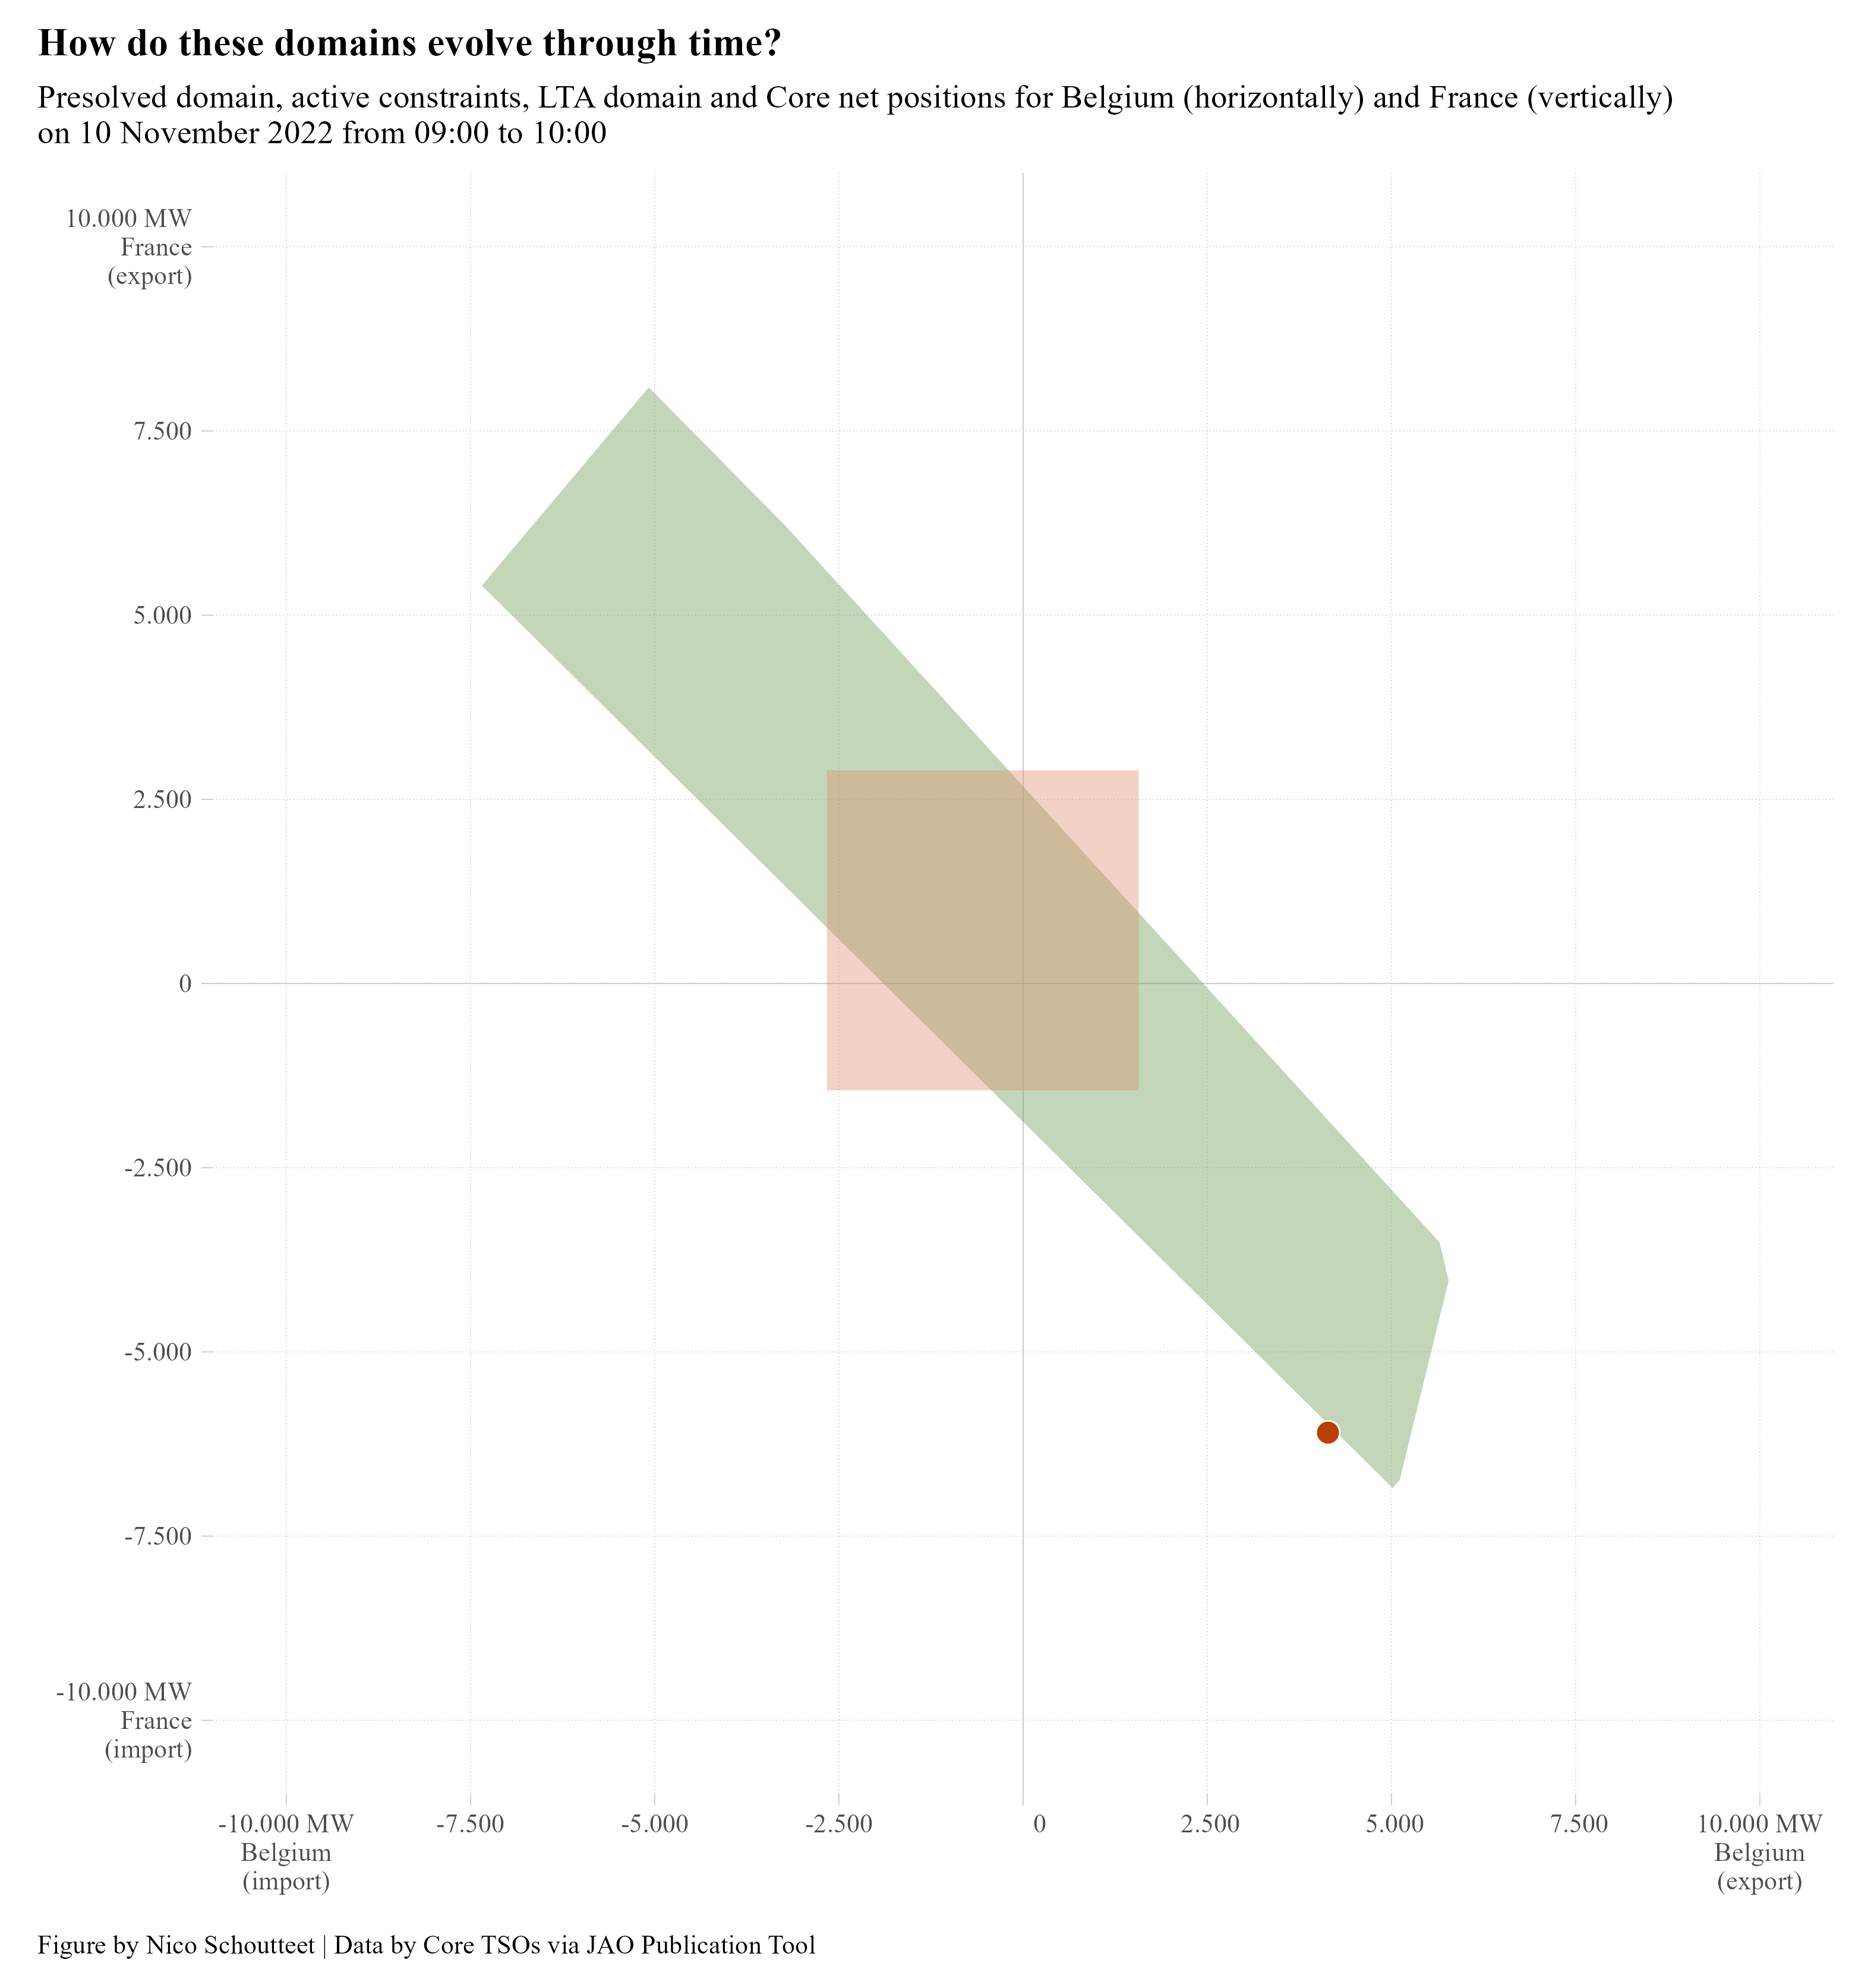 How do these domains evolve through time?
Presolved domain, active constraints, LTA domain and Core net positions for Belgium (horizontally) and France (vertically)
on 10 November 2022 from 09:00 to 10:00
10.000 MW
France
(export)
7.500
5.000
2.500
0
-2.500
-5.000
-7.500
-10.000 MW
France
(import)
-10.000 MW
Belgium
(import)
-7.500
-5.000
-2.500
0
2.500
5.000
7.500
10.000 MW
Belgium
(export)
Figure by Nico Schoutteet | Data by Core TSOs via JAO Publication Tool